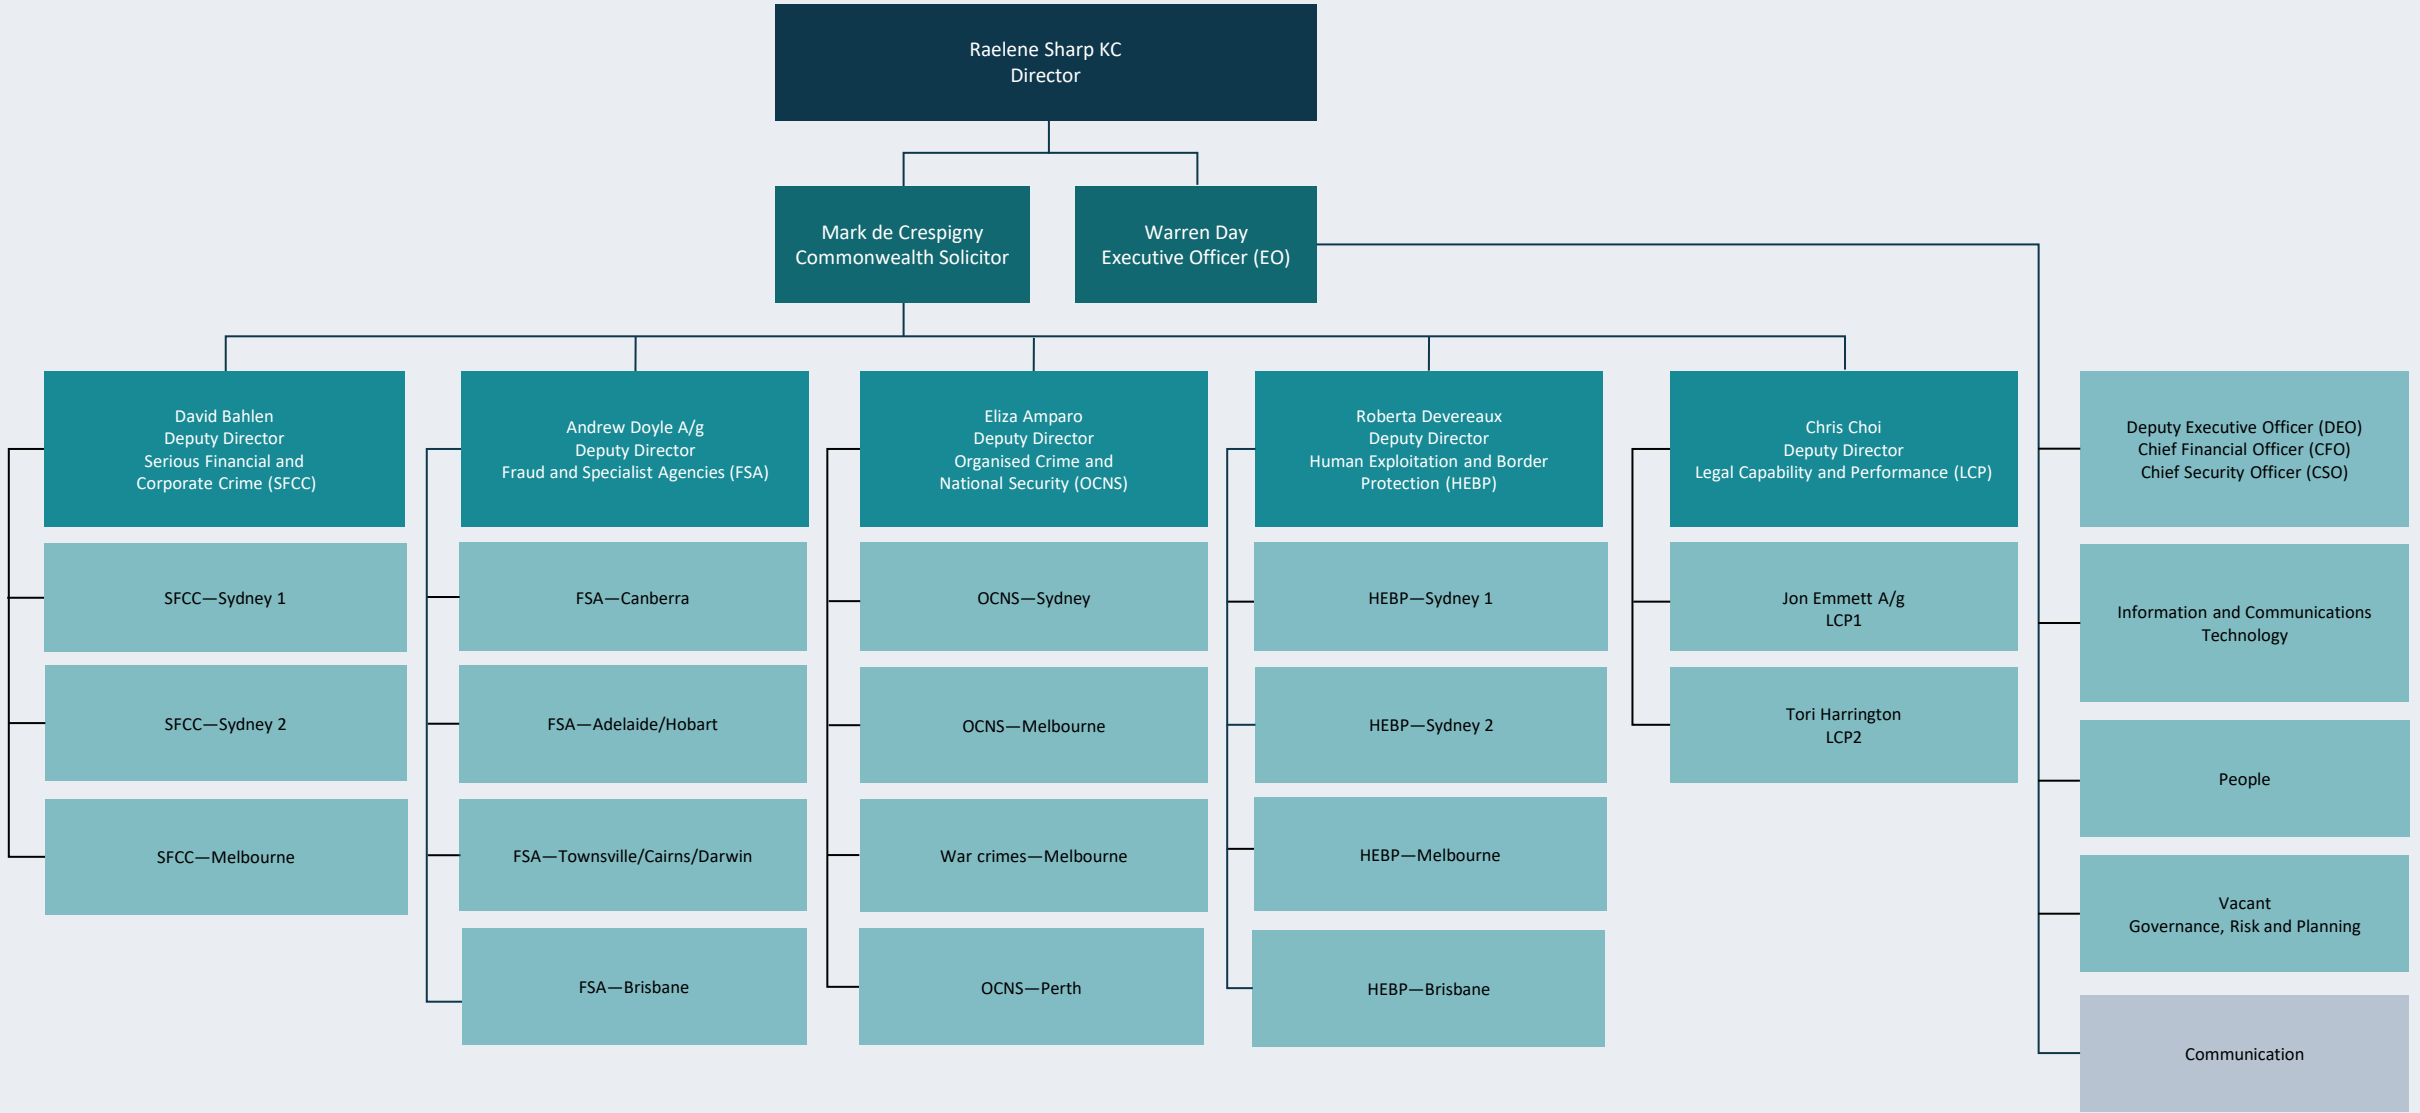 Raelene Sharp KC
Director
Mark de Crespigny
Commonwealth Solicitor
Warren Day
Executive Officer (EO)
David Bahlen
Deputy Director
Serious Financial and
Corporate Crime (SFCC)
SFCC—Sydney 1
SFCC—Sydney 2
SFCC—Melbourne
Andrew Doyle A/g
Deputy Director
Fraud and Specialist Agencies (FSA)
FSA—Canberra
FSA—Adelaide/Hobart
FSA—Townsville/Cairns/Darwin
FSA—Brisbane
Eliza Amparo
Deputy Director
Organised Crime and
National Security (OCNS)
OCNS—Sydney
OCNS—Melbourne
War crimes—Melbourne
OCNS—Perth
Roberta Devereaux
Deputy Director
Human Exploitation and Border
Protection (HEBP)
HEBP—Sydney 1
HEBP—Sydney 2
HEBP—Melbourne
HEBP—Brisbane
Chris Choi
Deputy Director
Legal Capability and Performance (LCP)
Jon Emmett A/g
LCP1
Tori Harrington
LCP2
Deputy Executive Officer (DEO)
Chief Financial Officer (CFO)
Chief Security Officer (CSO)
Information and Communications
Technology
People
Vacant
Governance, Risk and Planning
Communication